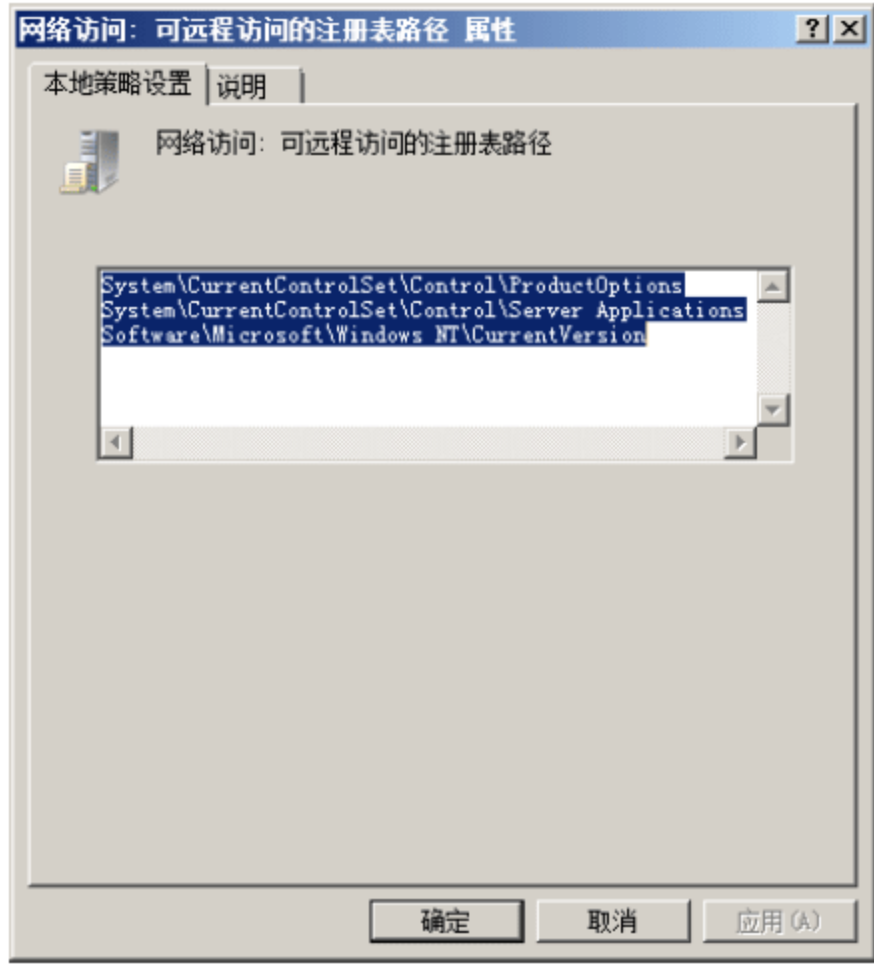 网络访问: 可远程访问的注册表路径 属性
本地策略设置 说明
网络访问: 可远程访问的注册表路径
System\CurrentControlSet\Control\ProductOptions
System\CurrentControlSet\Control\Server Applications
Software\Microsoft\Windows NT\CurrentVersion
确定 取消 应用(A)